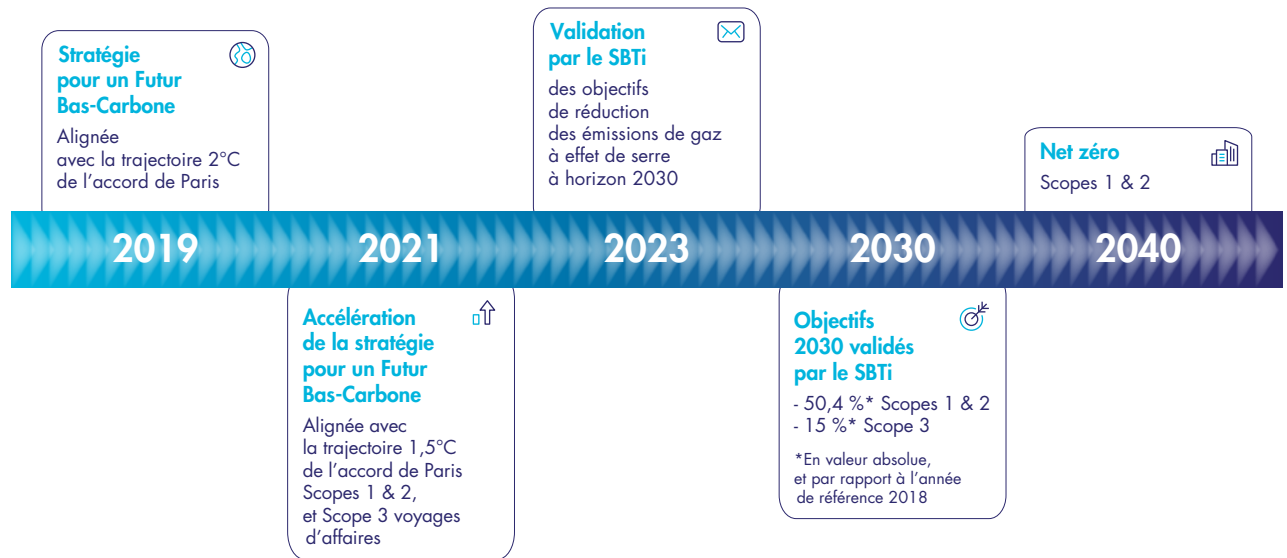 Stratégie
pour un Futur
Bas-Carbone
Alignée
avec la trajectoire 2°C
de l'accord de Paris
Validation
par le SBTi
des objectifs
de réduction
des émissions de gaz
à effet de serre
à horizon 2030
Net zéro
Scopes 1 & 2
2019
2021
2023
2030
2040
Accélération
de la stratégie
pour un Futur
Bas-Carbone
Alignée avec
la trajectoire 1,5°C
de l'accord de Paris
Scopes 1 & 2,
et Scope 3 voyages
d'affaires
Objectifs
2030 validés
par le SBTi
- 50,4 %* Scopes 1 & 2
- 15 %* Scope 3
*En valeur absolue,
et par rapport à l'année
de référence 2018